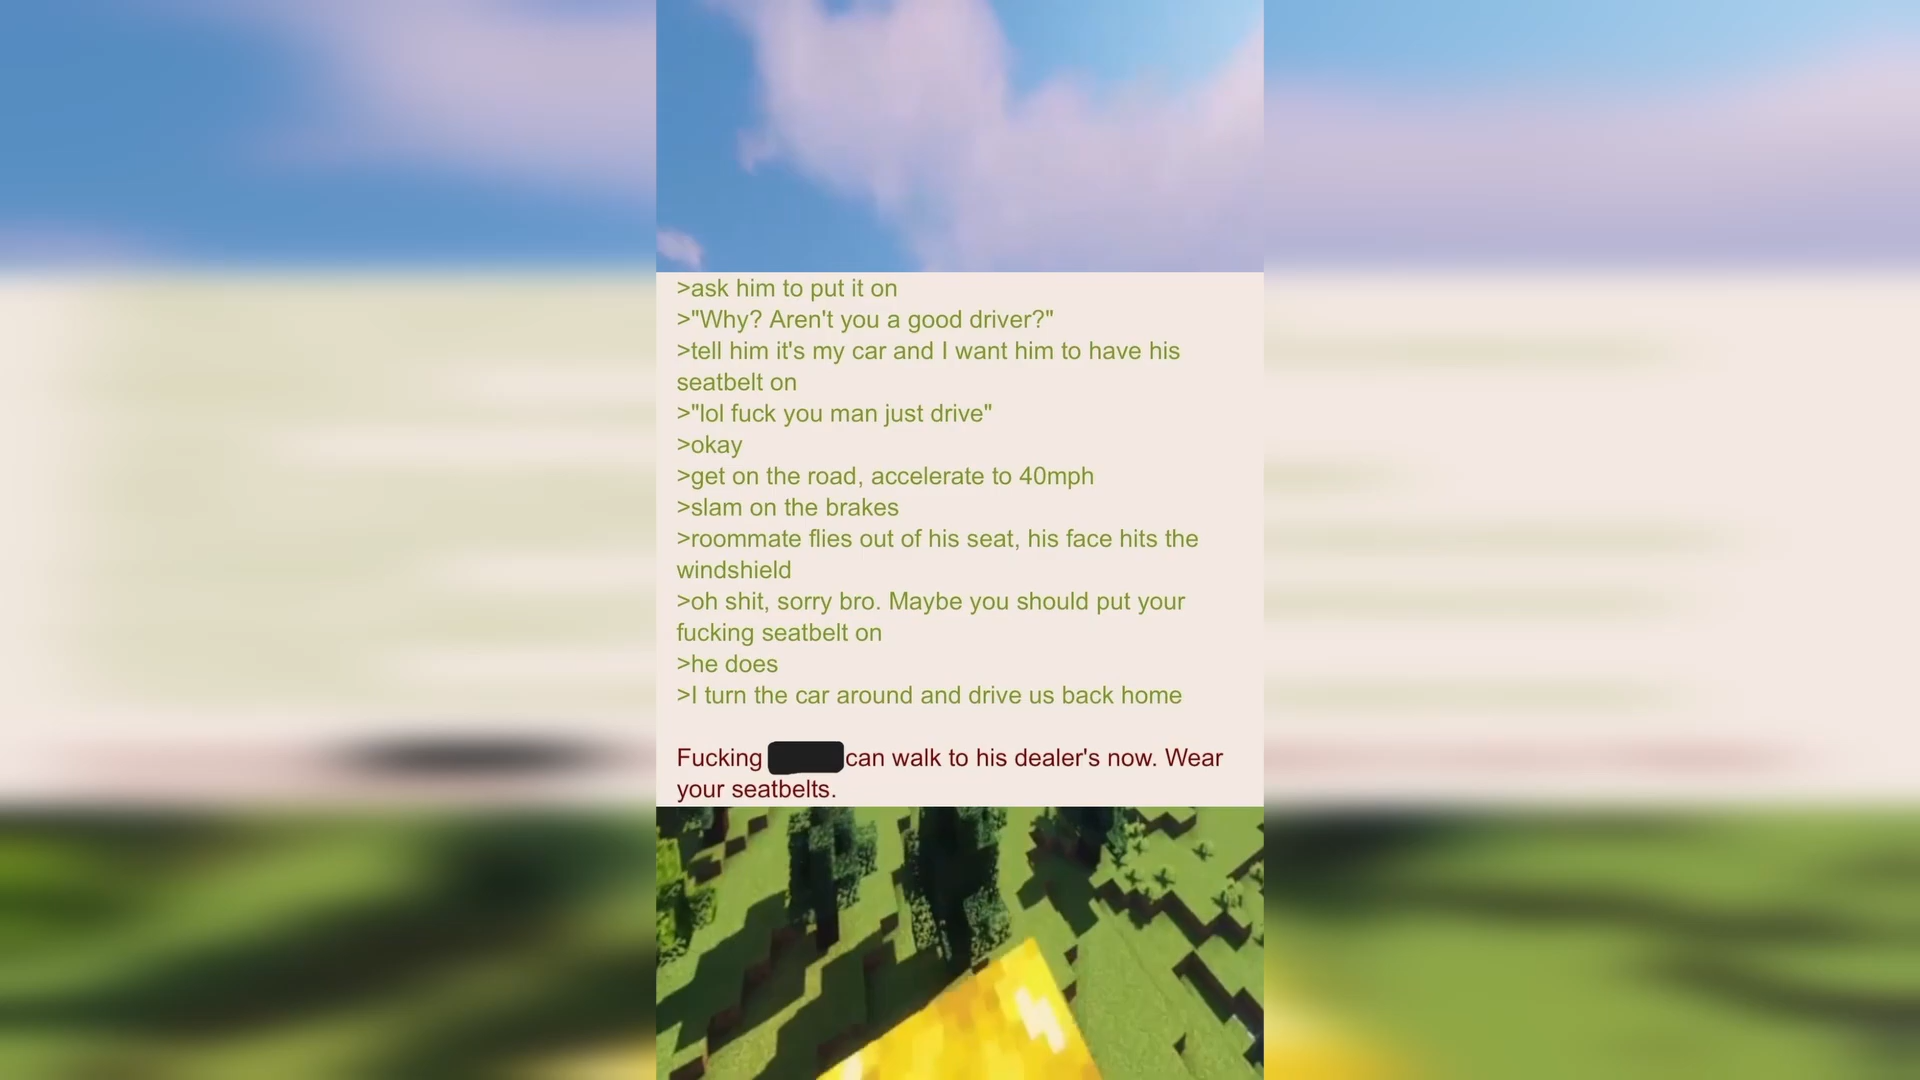 >ask him to put it on
>"Why? Aren't you a good driver?"
>tell him it's my car and I want him to have his
seatbelt on
>"lol fuck you man just drive"
>okay
>get on the road, accelerate to 40mph
>slam on the brakes
>roommate flies out of his seat, his face hits the
windshield
>oh shit, sorry bro. Maybe you should put your
fucking seatbelt on
>he does
>I turn the car around and drive us back home
Fucking can walk to his dealer's now. Wear
your seatbelts.